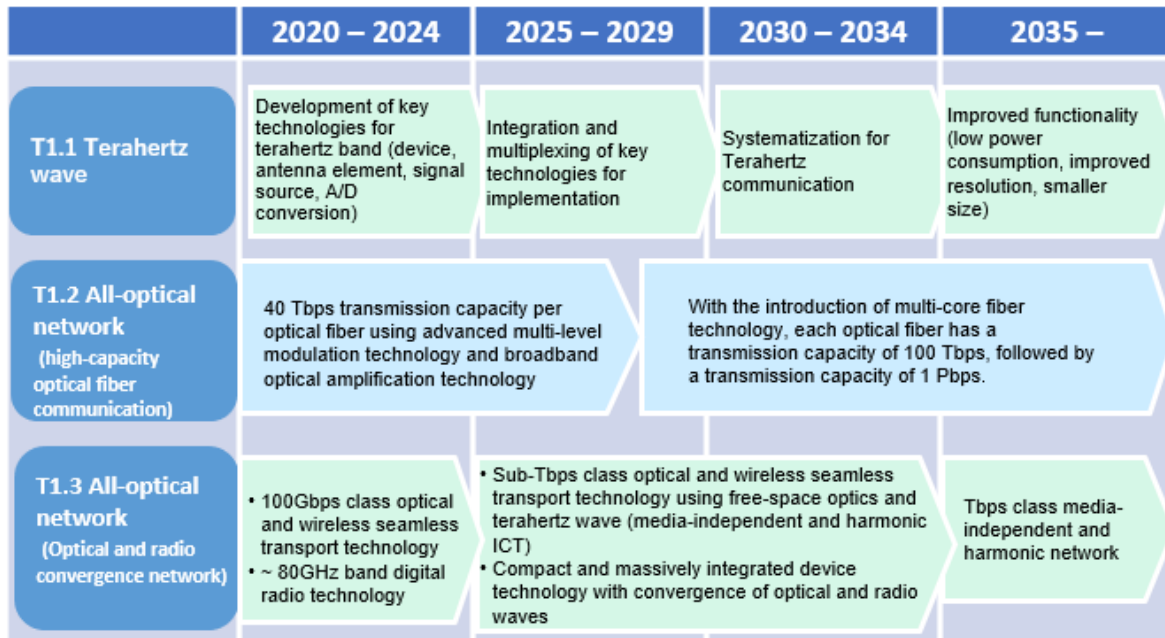 2020 – 2024
2025 – 2029
2030 – 2034
2035 –
T1.1 Terahertz
wave
Development of key
technologies for
terahertz band (device,
antenna element, signal
source, A/D
conversion)
Integration and
multiplexing of key
technologies for
implementation
Systematization for
Terahertz
communication
Improved functionality
(low power
consumption, improved
resolution, smaller
size)
T1.2 All-optical
network
(high-capacity
optical fiber
communication)
40 Tbps transmission capacity per
optical fiber using advanced multi-level
modulation technology and broadband
optical amplification technology
With the introduction of multi-core fiber
technology, each optical fiber has a
transmission capacity of 100 Tbps, followed by
a transmission capacity of 1 Pbps.
T1.3 All-optical
network
(Optical and radio
convergence network)
• 100Gbps class optical
and wireless seamless
transport technology
• ~ 80GHz band digital
radio technology
• Sub-Tbps class optical and wireless seamless
transport technology using free-space optics and
terahertz wave (media-independent and harmonic
ICT)
• Compact and massively integrated device
technology with convergence of optical and radio
waves
Tbps class media-
independent and
harmonic network